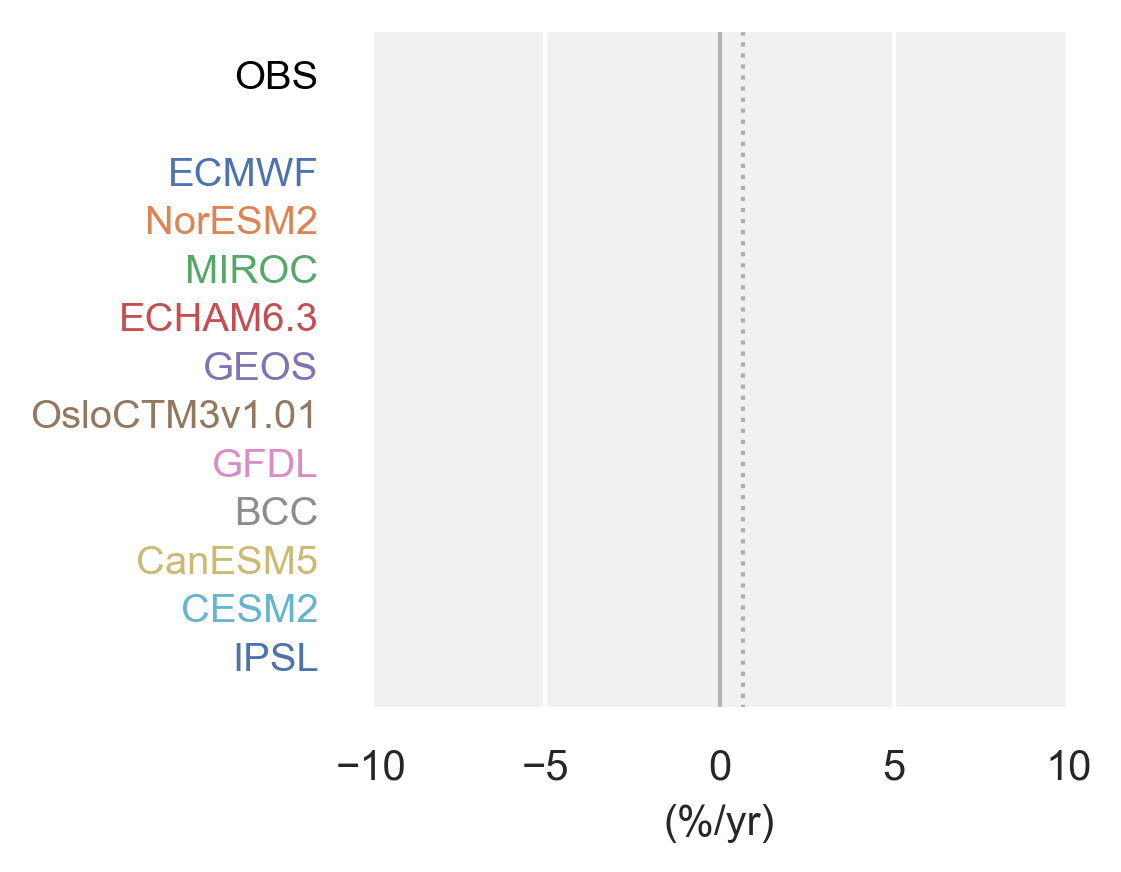 OBS
ECMWF
NorESM2
MIROC
ECHAM6.3
GEOS
OsloCTM3v1.01
GFDL
BCC
CanESM5
CESM2
IPSL
−10 −5 0 5 10
(%/yr)